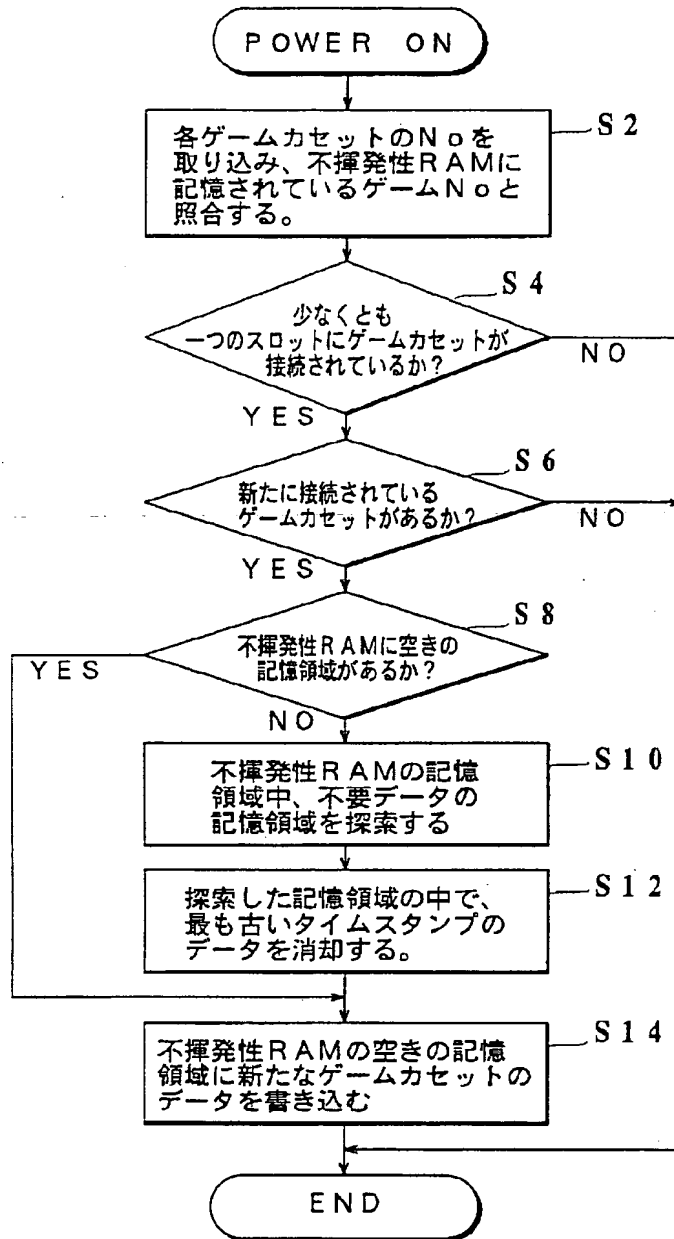 POWER ON
S2
各ゲームカセットのNoを
取り込み、不揮発性RAMに
記憶されているゲームNoと
照合する。
S4
少なくとも
一つのスロットにゲームカセットが
接続されているか?
NO
YES
S6
新たに接続されている
ゲームカセットがあるか?
NO
YES
S8
不揮発性RAMに空きの
記憶領域があるか?
YES
NO
S10
不揮発性RAMの記憶
領域中、不要データの
記憶領域を探索する
S12
探索した記憶領域の中で、
最も古いタイムスタンプの
データを消却する。
S14
不揮発性RAMの空きの記憶
領域に新たなゲームカセットの
データを書き込む
END